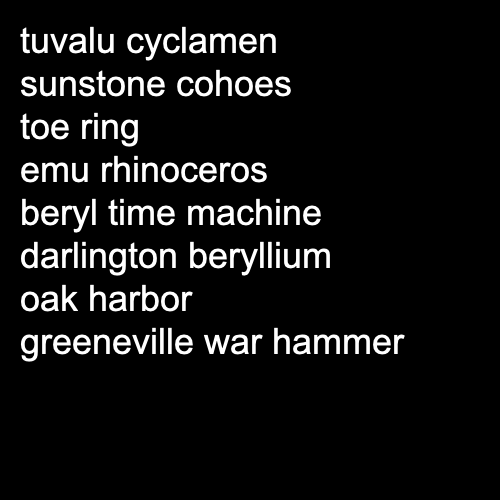 tuvalu cyclamen
sunstone cohoes
toe ring
emu rhinoceros
beryl time machine
darlington beryllium
oak harbor
greeneville war hammer